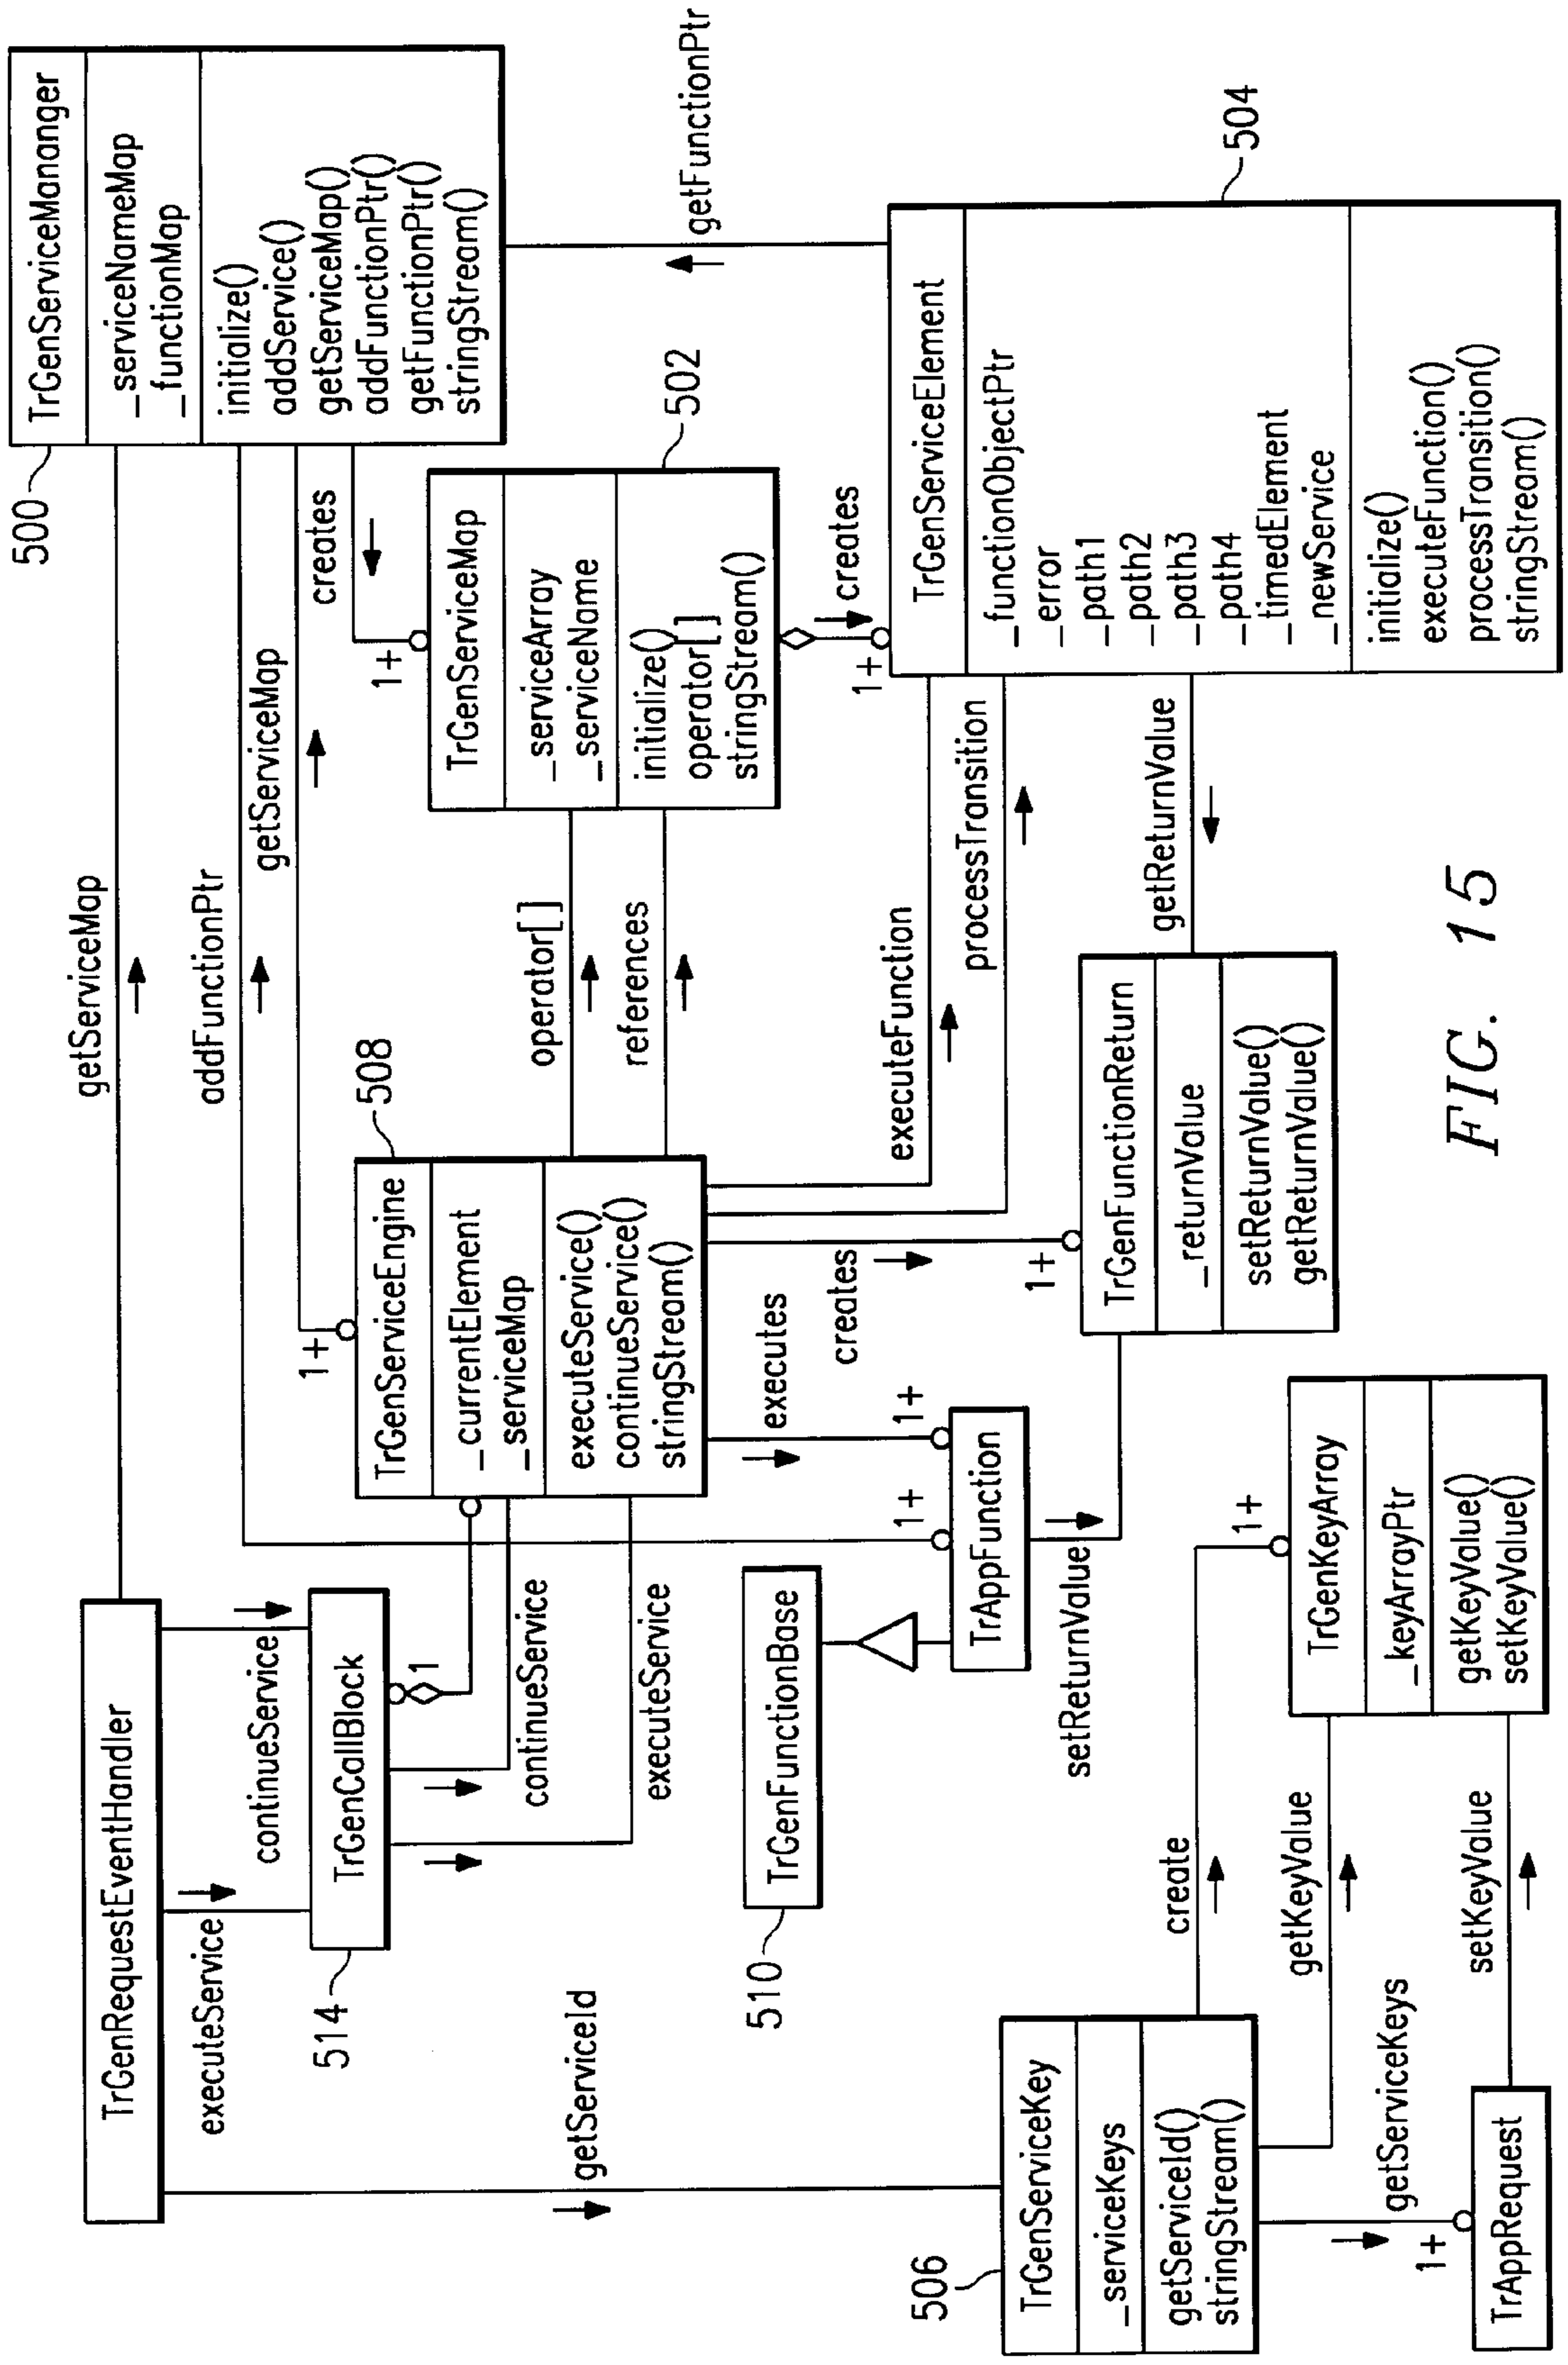 TrGenRequestEventHandler
executeService
continueService
getServiceMap
TrGenServiceMananger
_serviceNameMap
_functionMap
initialize()
addService()
getServiceMap()
addFunctionPtr()
getFunctionPtr()
stringStream()
500
addFunctionPtr
getServiceMap
creates
1+
TrGenCallBlock
514
1
continueService
executeService
1+
TrGenServiceEngine
508
_currentElement
_serviceMap
executeService()
continueService()
stringStream()
operator[ ]
references
TrGenServiceMap
502
_serviceArray
_serviceName
initialize()
operator[ ]
stringStream()
creates
1+
getFunctionPtr
getServiceId
TrGenFunctionBase
510
executes
1+
1+
TrAppFunction
setReturnValue
creates
1+
executeFunction
processTransition
TrGenServiceElement
504
_functionObjectPtr
_error
_path1
_path2
_path3
_path4
_timedElement
_newService
initialize()
executeFunction()
processTransition()
stringStream()
getReturnValue
TrGenFunctionReturn
_returnValue
setReturnValue()
getReturnValue()
506
TrGenServiceKey
_serviceKeys
getServiceId()
stringStream()
create
1+
getKeyValue
TrGenKeyArray
_keyArrayPtr
getKeyValue()
setKeyValue()
getServiceKeys
1+
TrAppRequest
setKeyValue
FIG. 15